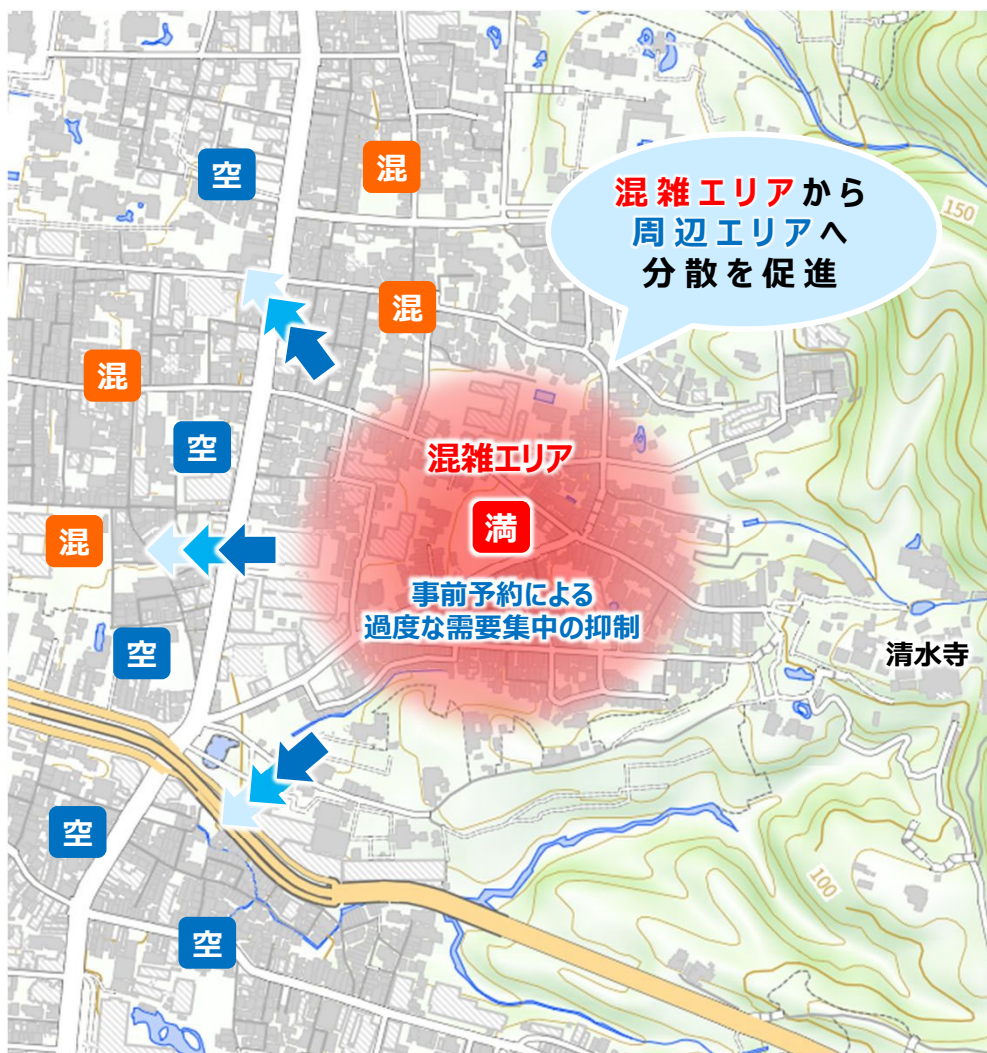 空
混
混雑エリアから
周辺エリアへ
分散を促進
150
混
混
空
混雑エリア
満
混
事前予約による
過度な需要集中の抑制
空
清水寺
空
100
空